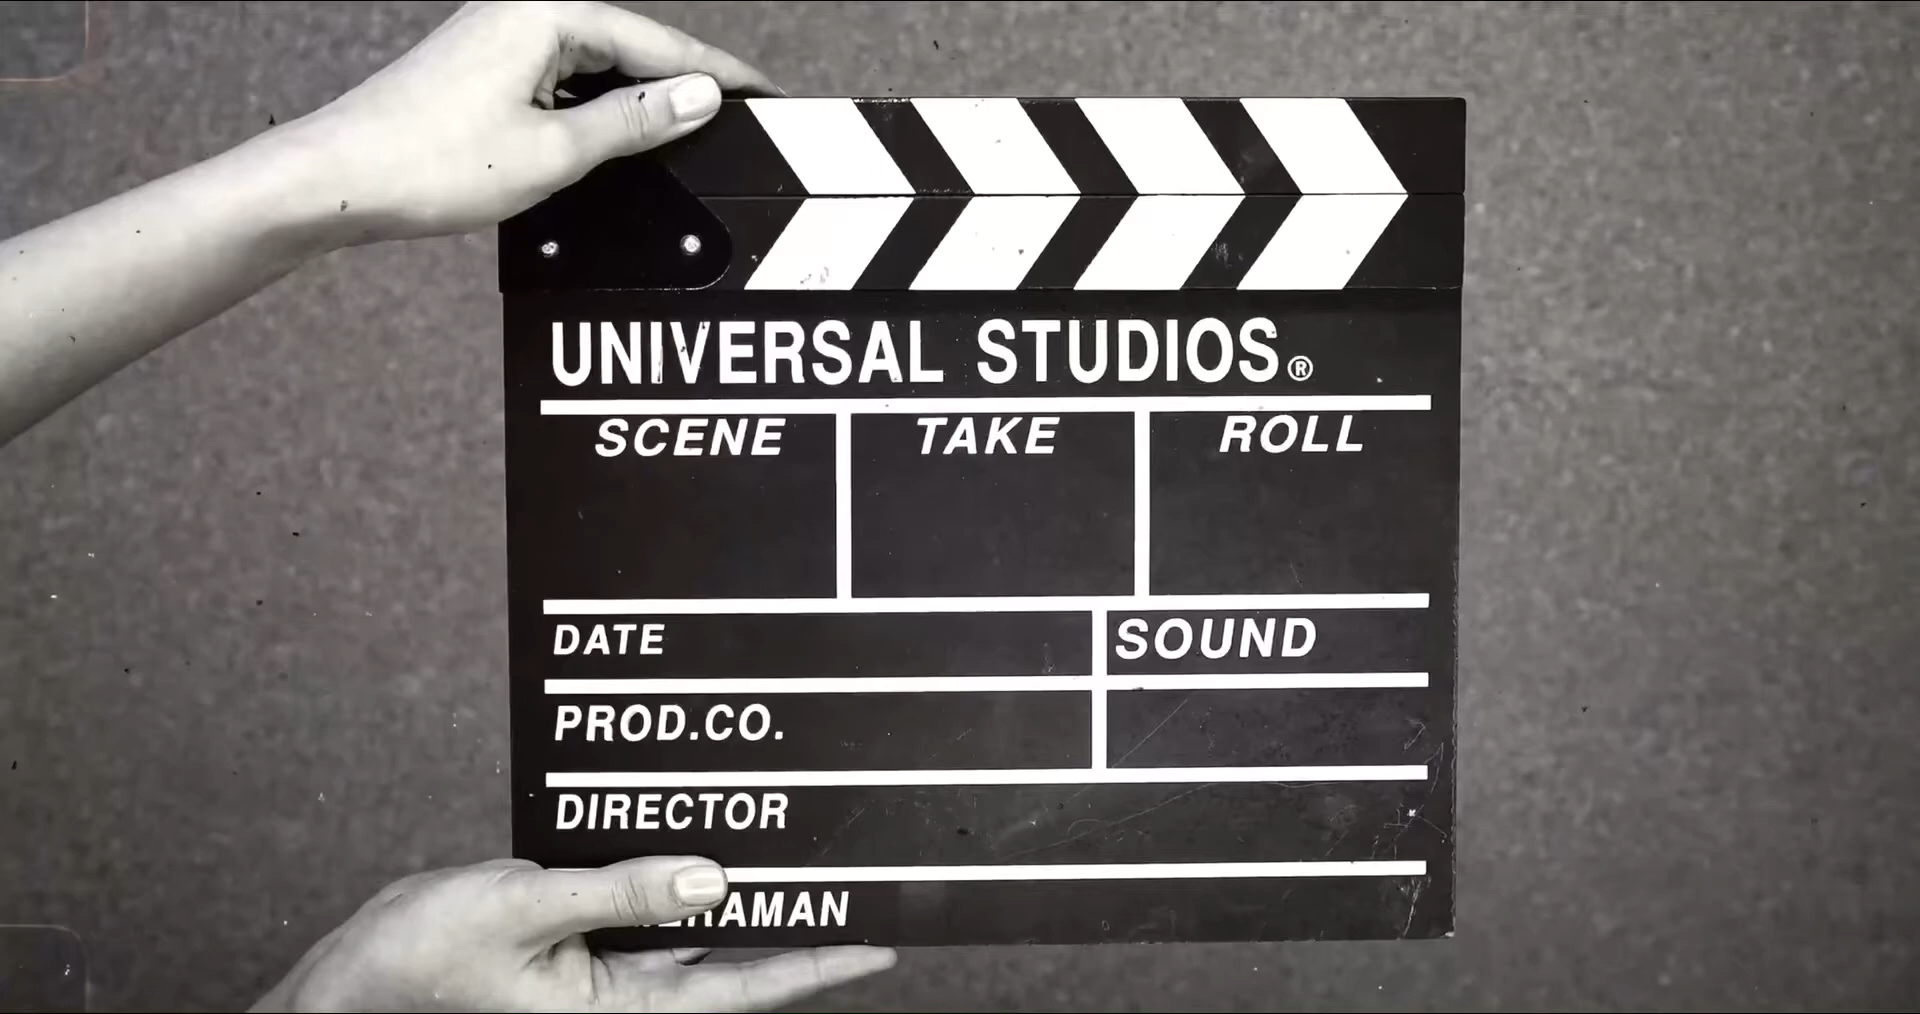 UNIVERSAL STUDIOS®
SCENE TAKE ROLL
DATE SOUND
PROD.CO.
DIRECTOR